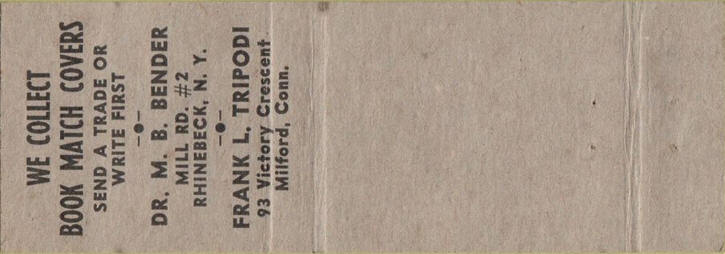 WE COLLECT
BOOK MATCH COVERS
SEND A TRADE OR
WRITE FIRST
DR. M. B. BENDER
MILL RD. #2
RHINEBECK, N. Y.
FRANK L. TRIPODI
93 Victory Crescent
Milford, Conn.